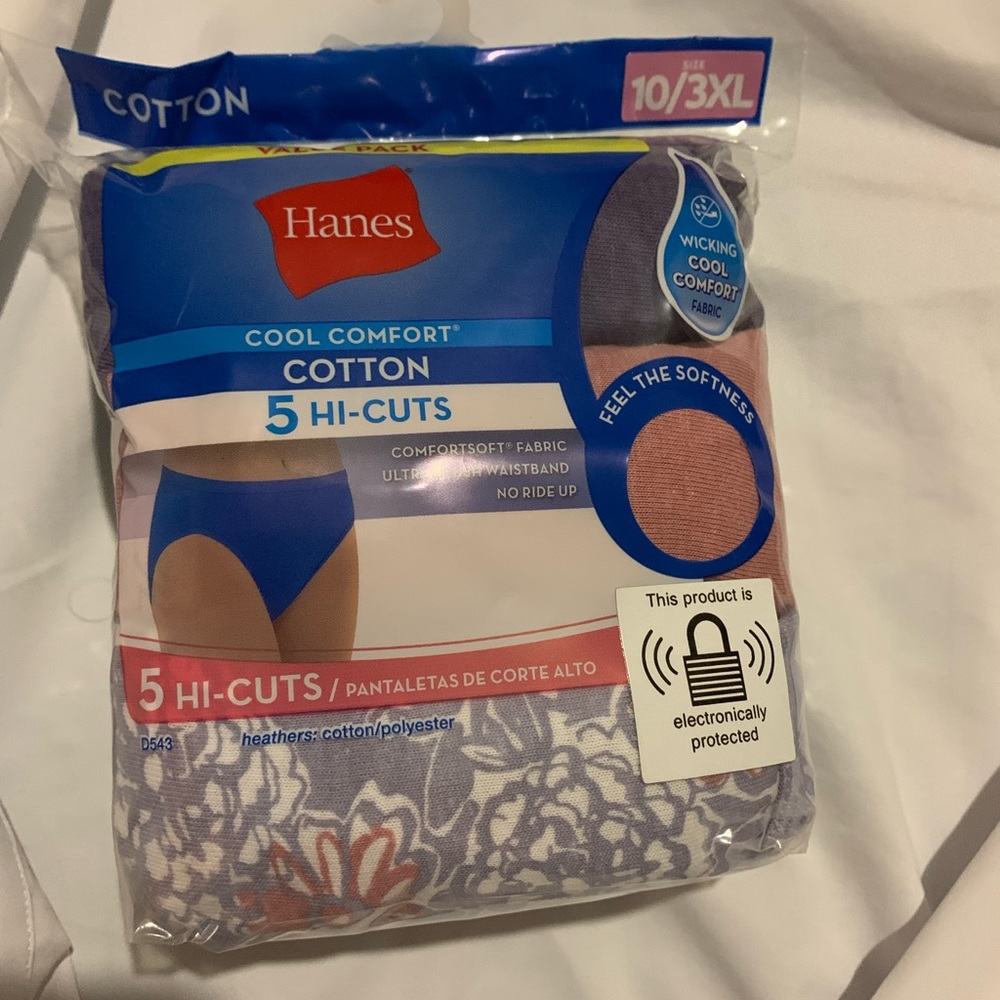 COTTON
SIZE
10/3XL
VALUE PACK
Hanes
WICKING
COOL
COMFORT
FABRIC
COOL COMFORT®
COTTON
5 HI-CUTS
FEEL THE SOFTNESS
COMFORTSOFT® FABRIC
WAISTBAND
NO RIDE UP
This product is
electronically
protected
5 HI-CUTS / PANTALETAS DE CORTE ALTO
D543
heathers: cotton/polyester